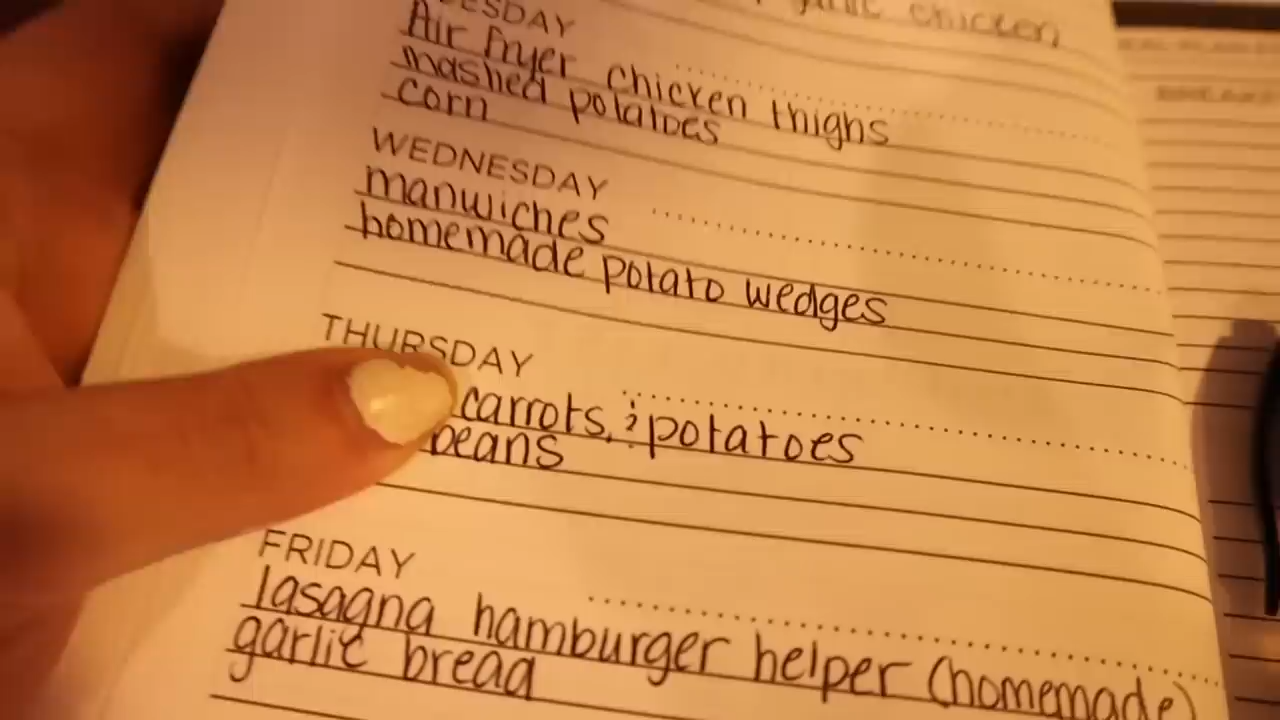 chicken
Air fryer chicken thighs
mashed potatoes
corn
WEDNESDAY
manwiches
homemade potato wedges
THURSDAY
carrots, & potatoes
beans
FRIDAY
lasagna hamburger helper (homemade)
garlic bread